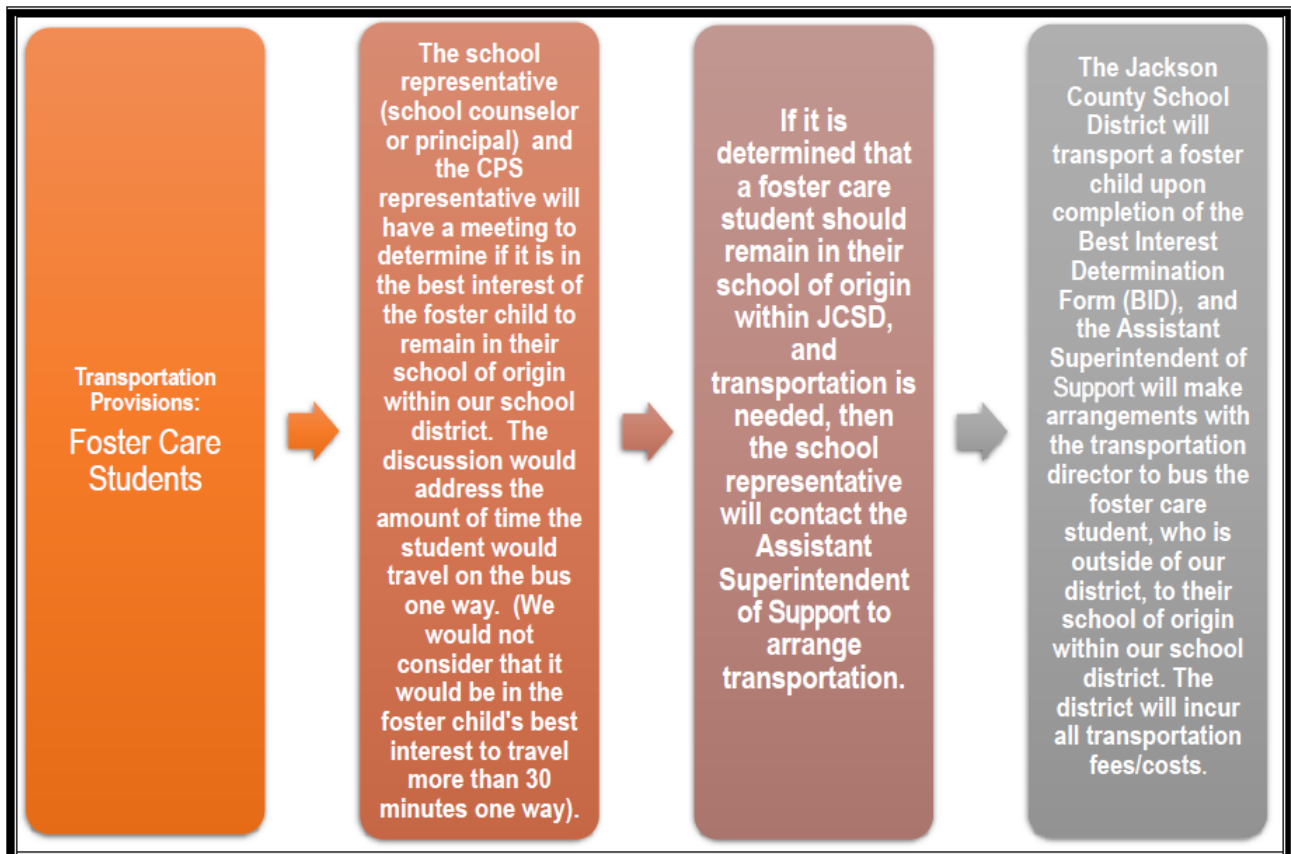 Transportation
Provisions:
Foster Care
Students
The school
representative
(school counselor
or principal)  and
the CPS
representative will
have a meeting to
determine if it is in
the best interest of
the foster child to
remain in their
school of origin
within our school
district.  The
discussion would
address the
amount of time the
student would
travel on the bus
one way.  (We
would not
consider that it
would be in the
foster child's best
interest to travel
more than 30
minutes one way).
If it is
determined that
a foster care
student should
remain in their
school of origin
within JCSD,
and
transportation is
needed, then
the school
representative
will contact the
Assistant
Superintendent
of Support to
arrange
transportation.
The Jackson
County School
District will
transport a foster
child upon
completion of the
Best Interest
Determination
Form (BID),  and
the Assistant
Superintendent of
Support will make
arrangements with
the transportation
director to bus the
foster care
student, who is
outside of our
district, to their
school of origin
within our school
district. The
district will incur
all transportation
fees/costs.